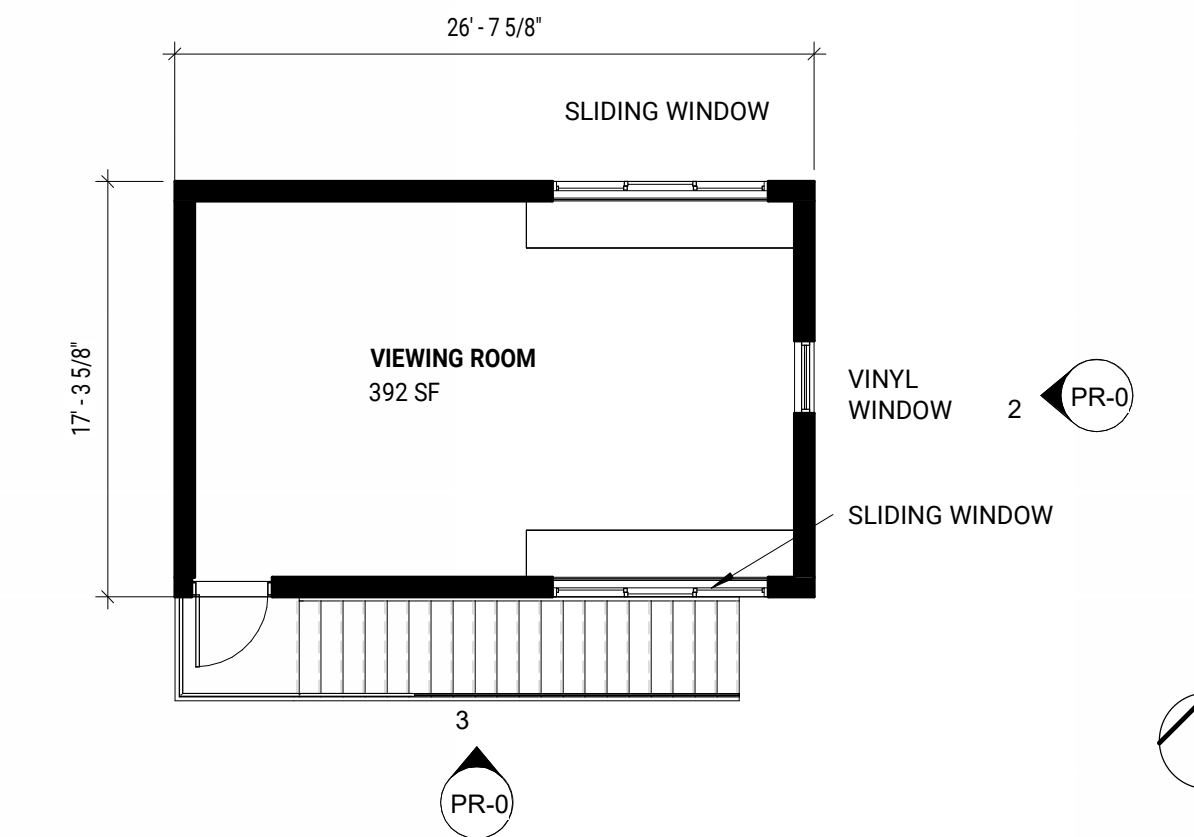 26' - 7 5/8"
SLIDING WINDOW
17' - 3 5/8"
VIEWING ROOM
392 SF
VINYL
WINDOW
2
PR-0
SLIDING WINDOW
3
PR-0